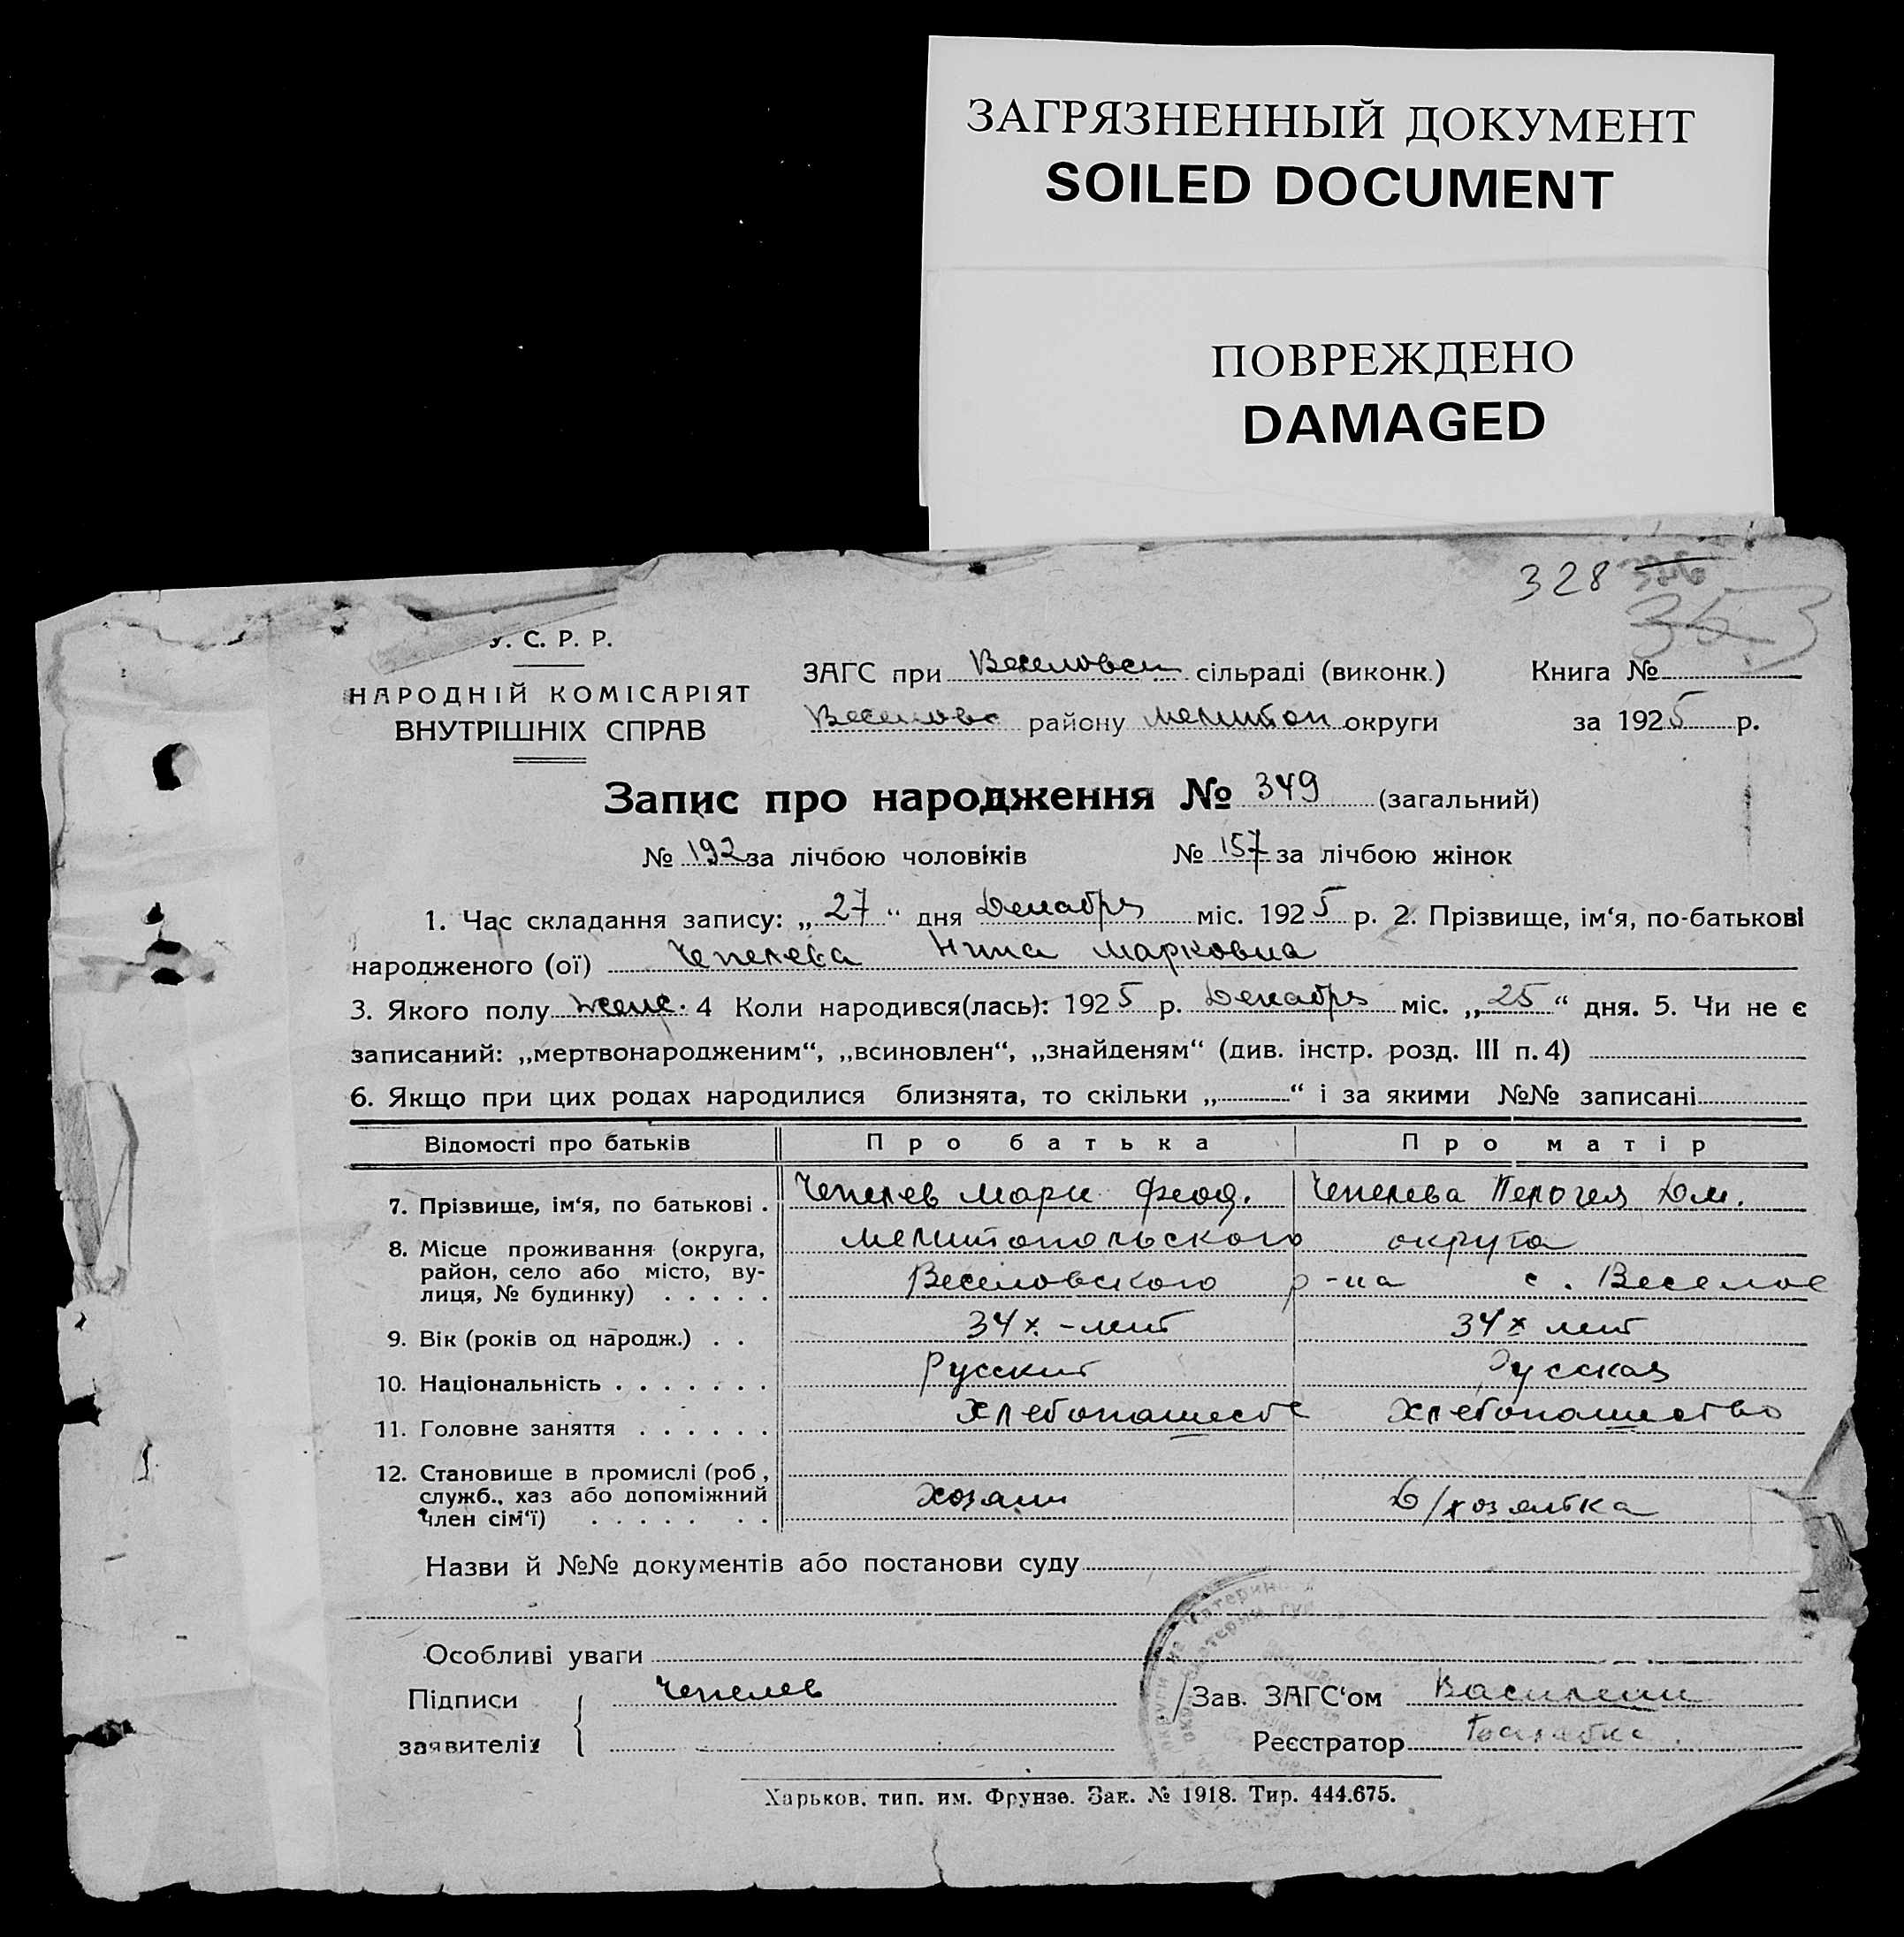 ЗАГРЯЗНЕННЫЙ ДОКУМЕНТ
SOILED DOCUMENT
ПОВРЕЖДЕНО
DAMAGED
328
353
У. С. Р. Р.
НАРОДНІЙ КОМІСАРІЯТ
ВНУТРІШНІХ СПРАВ
ЗАГС при Веселовск сільраді (виконк.) Книга №
Веселовс району Мелитоп округи за 1925 р.
Запис про народження № 349 (загальний)
№ 192 за лічбою чоловіків № 157 за лічбою жінок
1. Час складання запису: „27“ дня Декабря міс. 1925 р. 2. Прізвище, ім‘я, по-батькові
народженого (ої) Чепелева Нина Марковна
3. Якого полу женс. 4 Коли народився(лась): 1925 р. Декабря міс. „25“ дня. 5. Чи не є
записаний: „мертвонародженим“, „всиновлен“, „знайденям“ (див. інстр. розд. III п. 4)
6. Якщо при цих родах народилися близнята, то скільки „ “ і за якими №№ записані
Відомості про батьків Про батька Про матір
7. Прізвище, ім‘я, по батькові . Чепелев Марк Феод. Чепелева Пелогея Дм.
8. Місце проживання (округа, район, село або місто, вулиця, № будинку) . . . . . Мелитопольского округа
Веселовского р-на с. Веселое
9. Вік (років од народж.) . . 34х -лет 34х лет
10. Національність . . . . . . . Русский Русская
11. Головне заняття . . . . . . Хлебопашеств Хлебопашество
12. Становище в промислі (роб, служб., хаз або допоміжний член сім‘ї) . . . . . . . Хозяин Д/хозяйка
Назви й №№ документів або постанови суду
Особливі уваги
Підписи Чепелев Зав. ЗАГС‘ом
заявителів Реєстратор
Харьков. тип. им. Фрунзе. Зак. № 1918. Тир. 444.675.